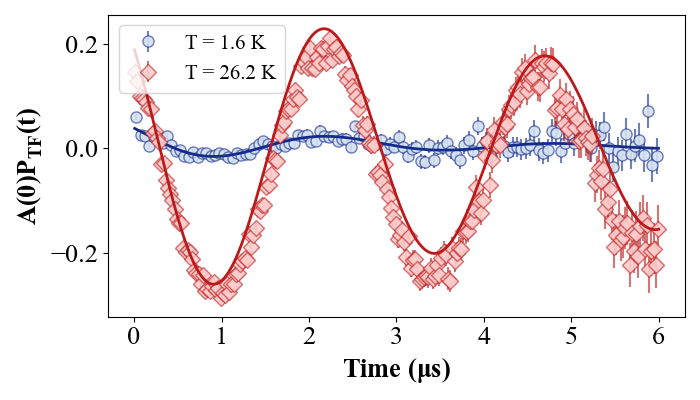 T = 1.6 K
T = 26.2 K
0.2
0.0
−0.2
A(0)P_TF(t)
0 1 2 3 4 5 6
Time (μs)